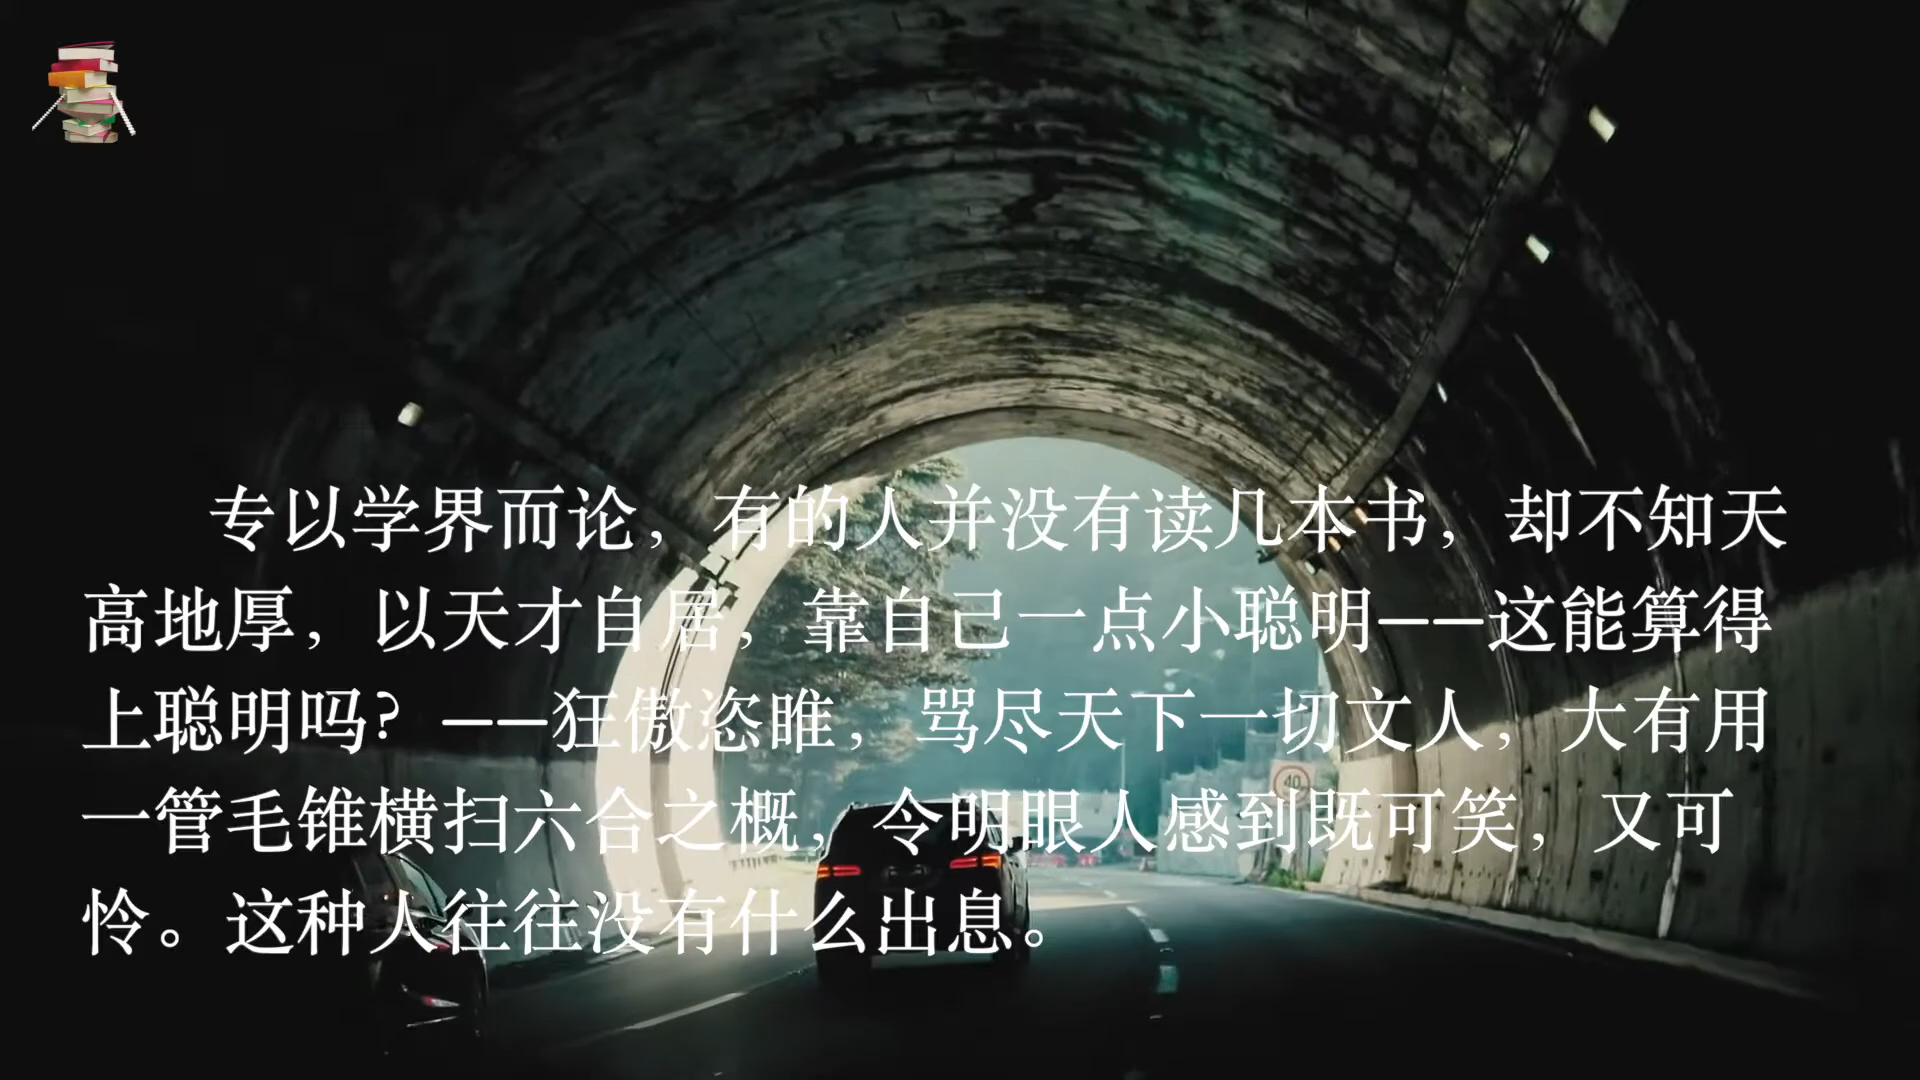 专以学界而论，有的人并没有读几本书，却不知天
高地厚，以天才自居，靠自己一点小聪明——这能算得
上聪明吗？——狂傲恣睢，骂尽天下一切文人，大有用
一管毛锥横扫六合之概，令明眼人感到既可笑，又可
怜。这种人往往没有什么出息。
40